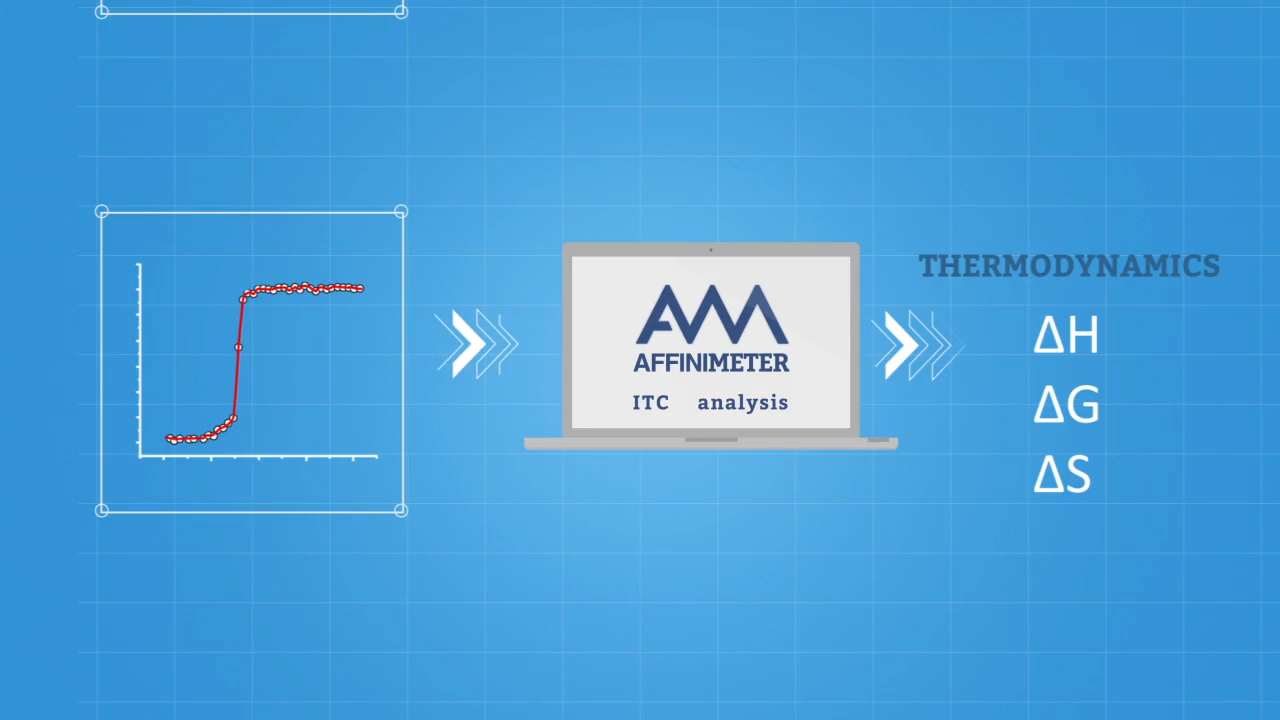 THERMODYNAMICS
ΔH
ΔG
ΔS
AFFINIMETER
ITC analysis